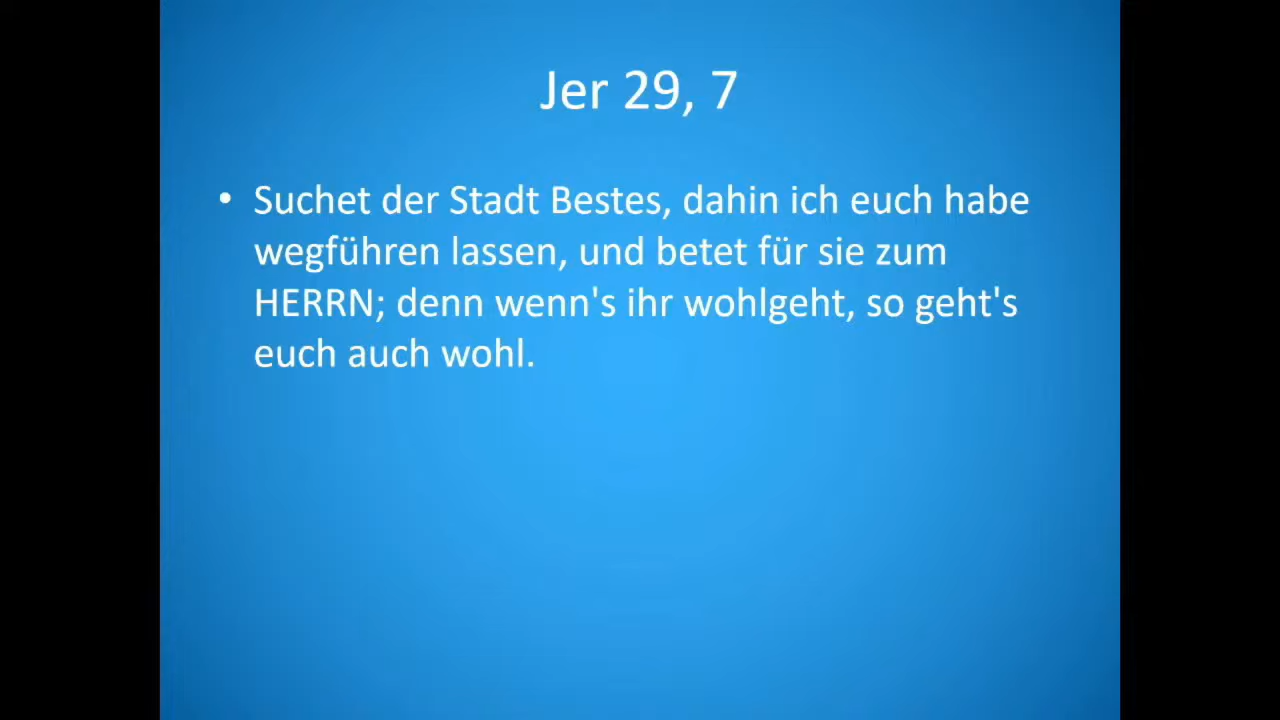 Jer 29, 7
• Suchet der Stadt Bestes, dahin ich euch habe
wegführen lassen, und betet für sie zum
HERRN; denn wenn's ihr wohlgeht, so geht's
euch auch wohl.